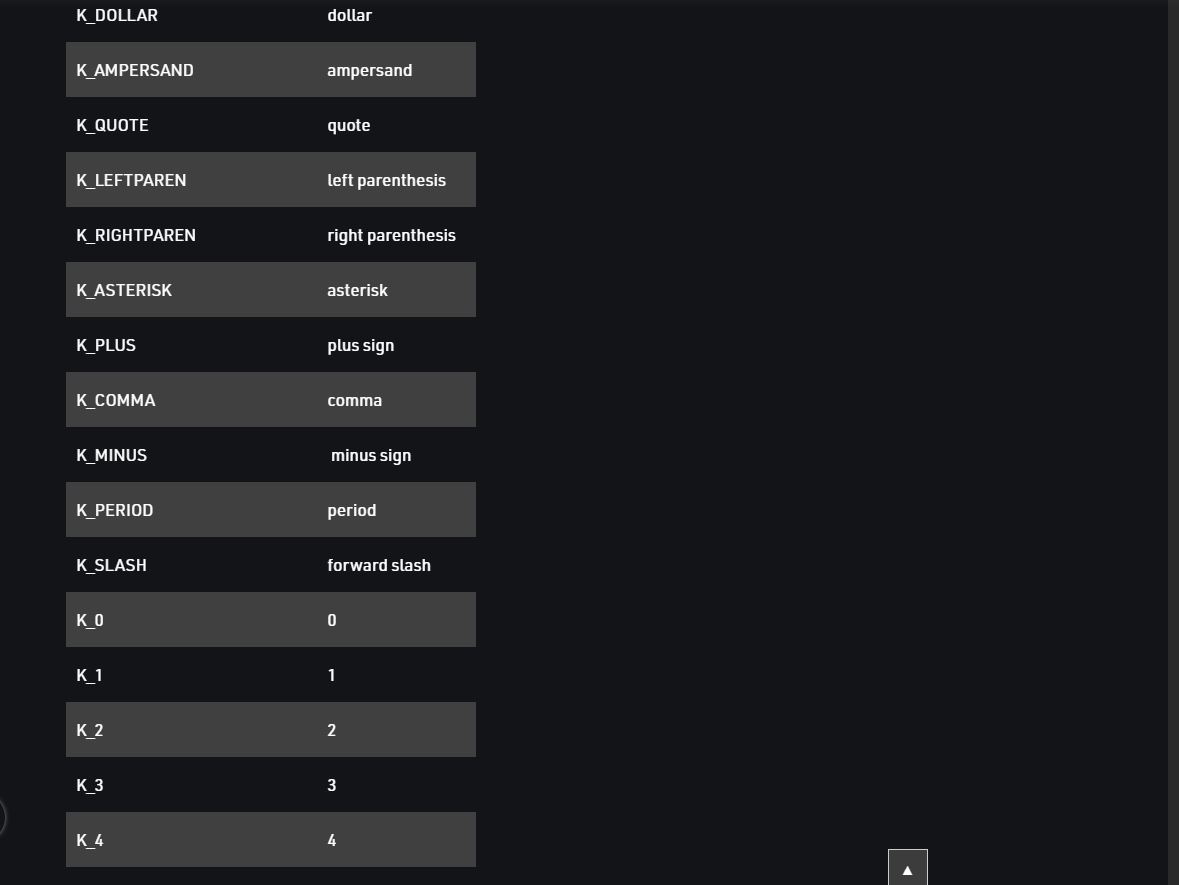 K_DOLLAR dollar
K_AMPERSAND ampersand
K_QUOTE quote
K_LEFTPAREN left parenthesis
K_RIGHTPAREN right parenthesis
K_ASTERISK asterisk
K_PLUS plus sign
K_COMMA comma
K_MINUS minus sign
K_PERIOD period
K_SLASH forward slash
K_0 0
K_1 1
K_2 2
K_3 3
K_4 4
▲